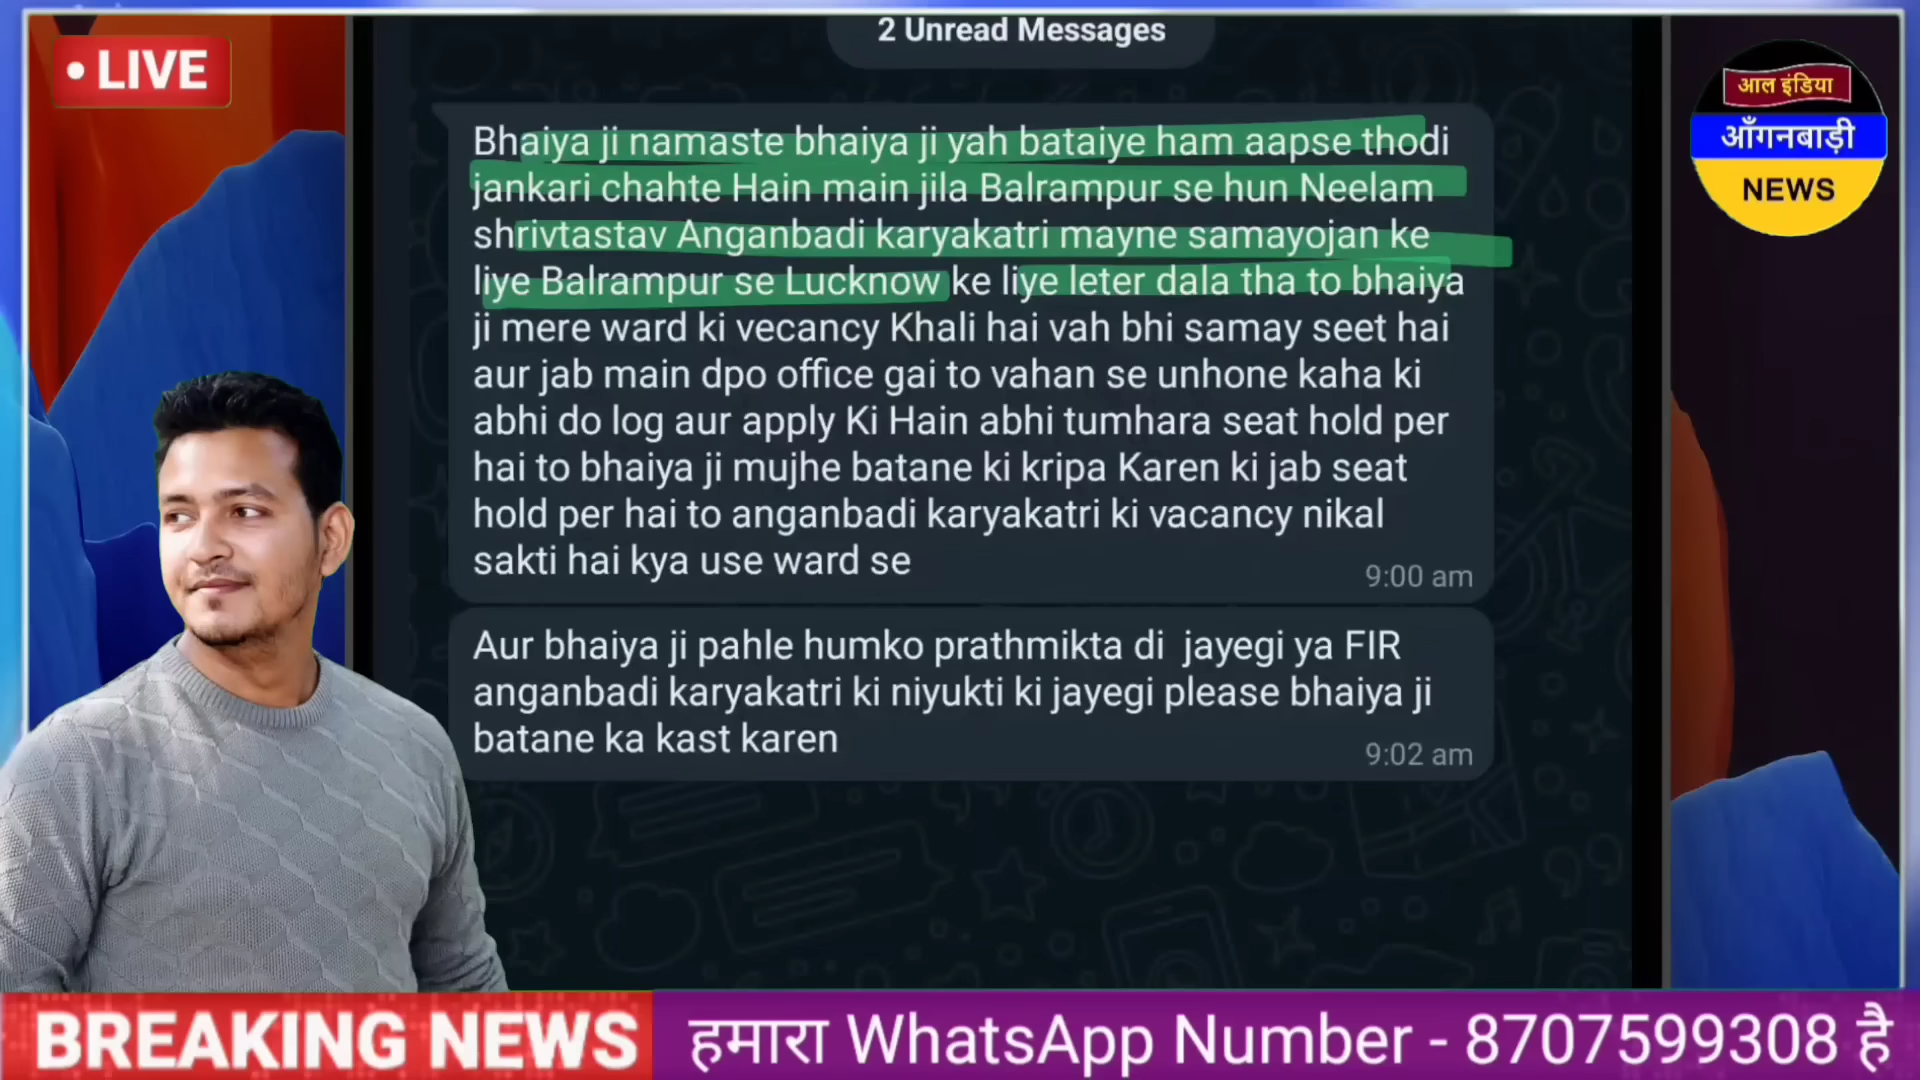 2 Unread Messages
• LIVE
आल इंडिया
आँगनबाड़ी
NEWS
Bhaiya ji namaste bhaiya ji yah bataiye ham aapse thodi
jankari chahte Hain main jila Balrampur se hun Neelam
shrivtastav Anganbadi karyakatri mayne samayojan ke
liye Balrampur se Lucknow ke liye leter dala tha to bhaiya
ji mere ward ki vecancy Khali hai vah bhi samay seet hai
aur jab main dpo office gai to vahan se unhone kaha ki
abhi do log aur apply Ki Hain abhi tumhara seat hold per
hai to bhaiya ji mujhe batane ki kripa Karen ki jab seat
hold per hai to anganbadi karyakatri ki vacancy nikal
sakti hai kya use ward se
9:00 am
Aur bhaiya ji pahle humko prathmikta di jayegi ya FIR
anganbadi karyakatri ki niyukti ki jayegi please bhaiya ji
batane ka kast karen
9:02 am
BREAKING NEWS
हमारा WhatsApp Number - 8707599308 है